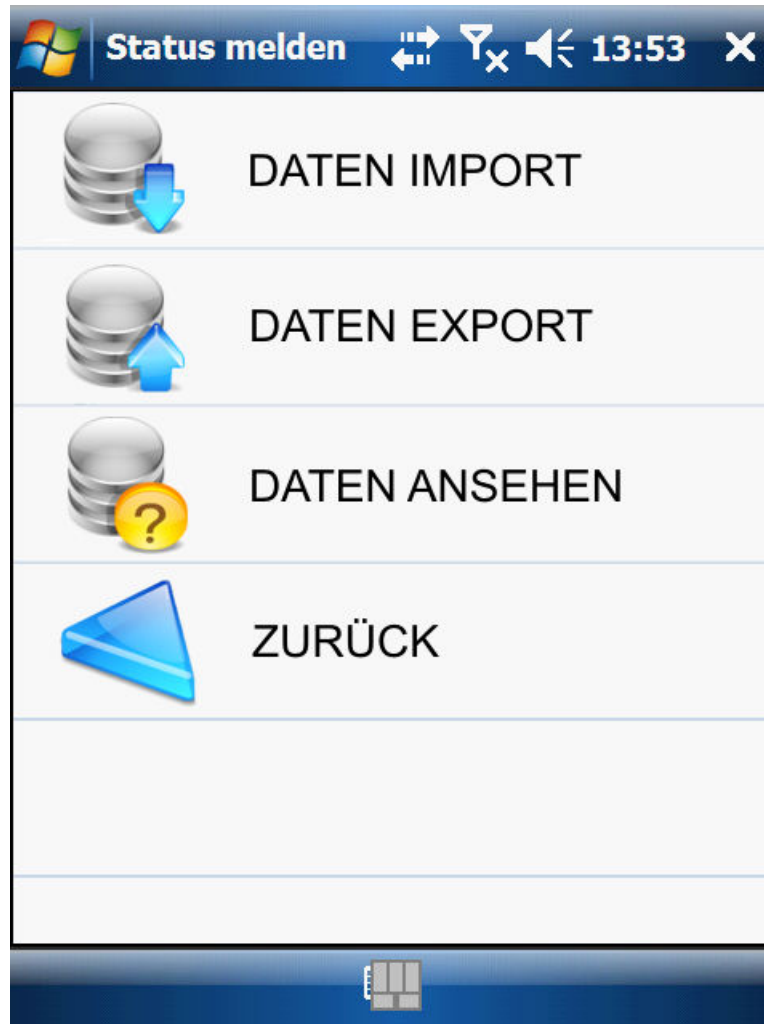 Status melden 13:53
DATEN IMPORT
DATEN EXPORT
DATEN ANSEHEN
?
ZURÜCK